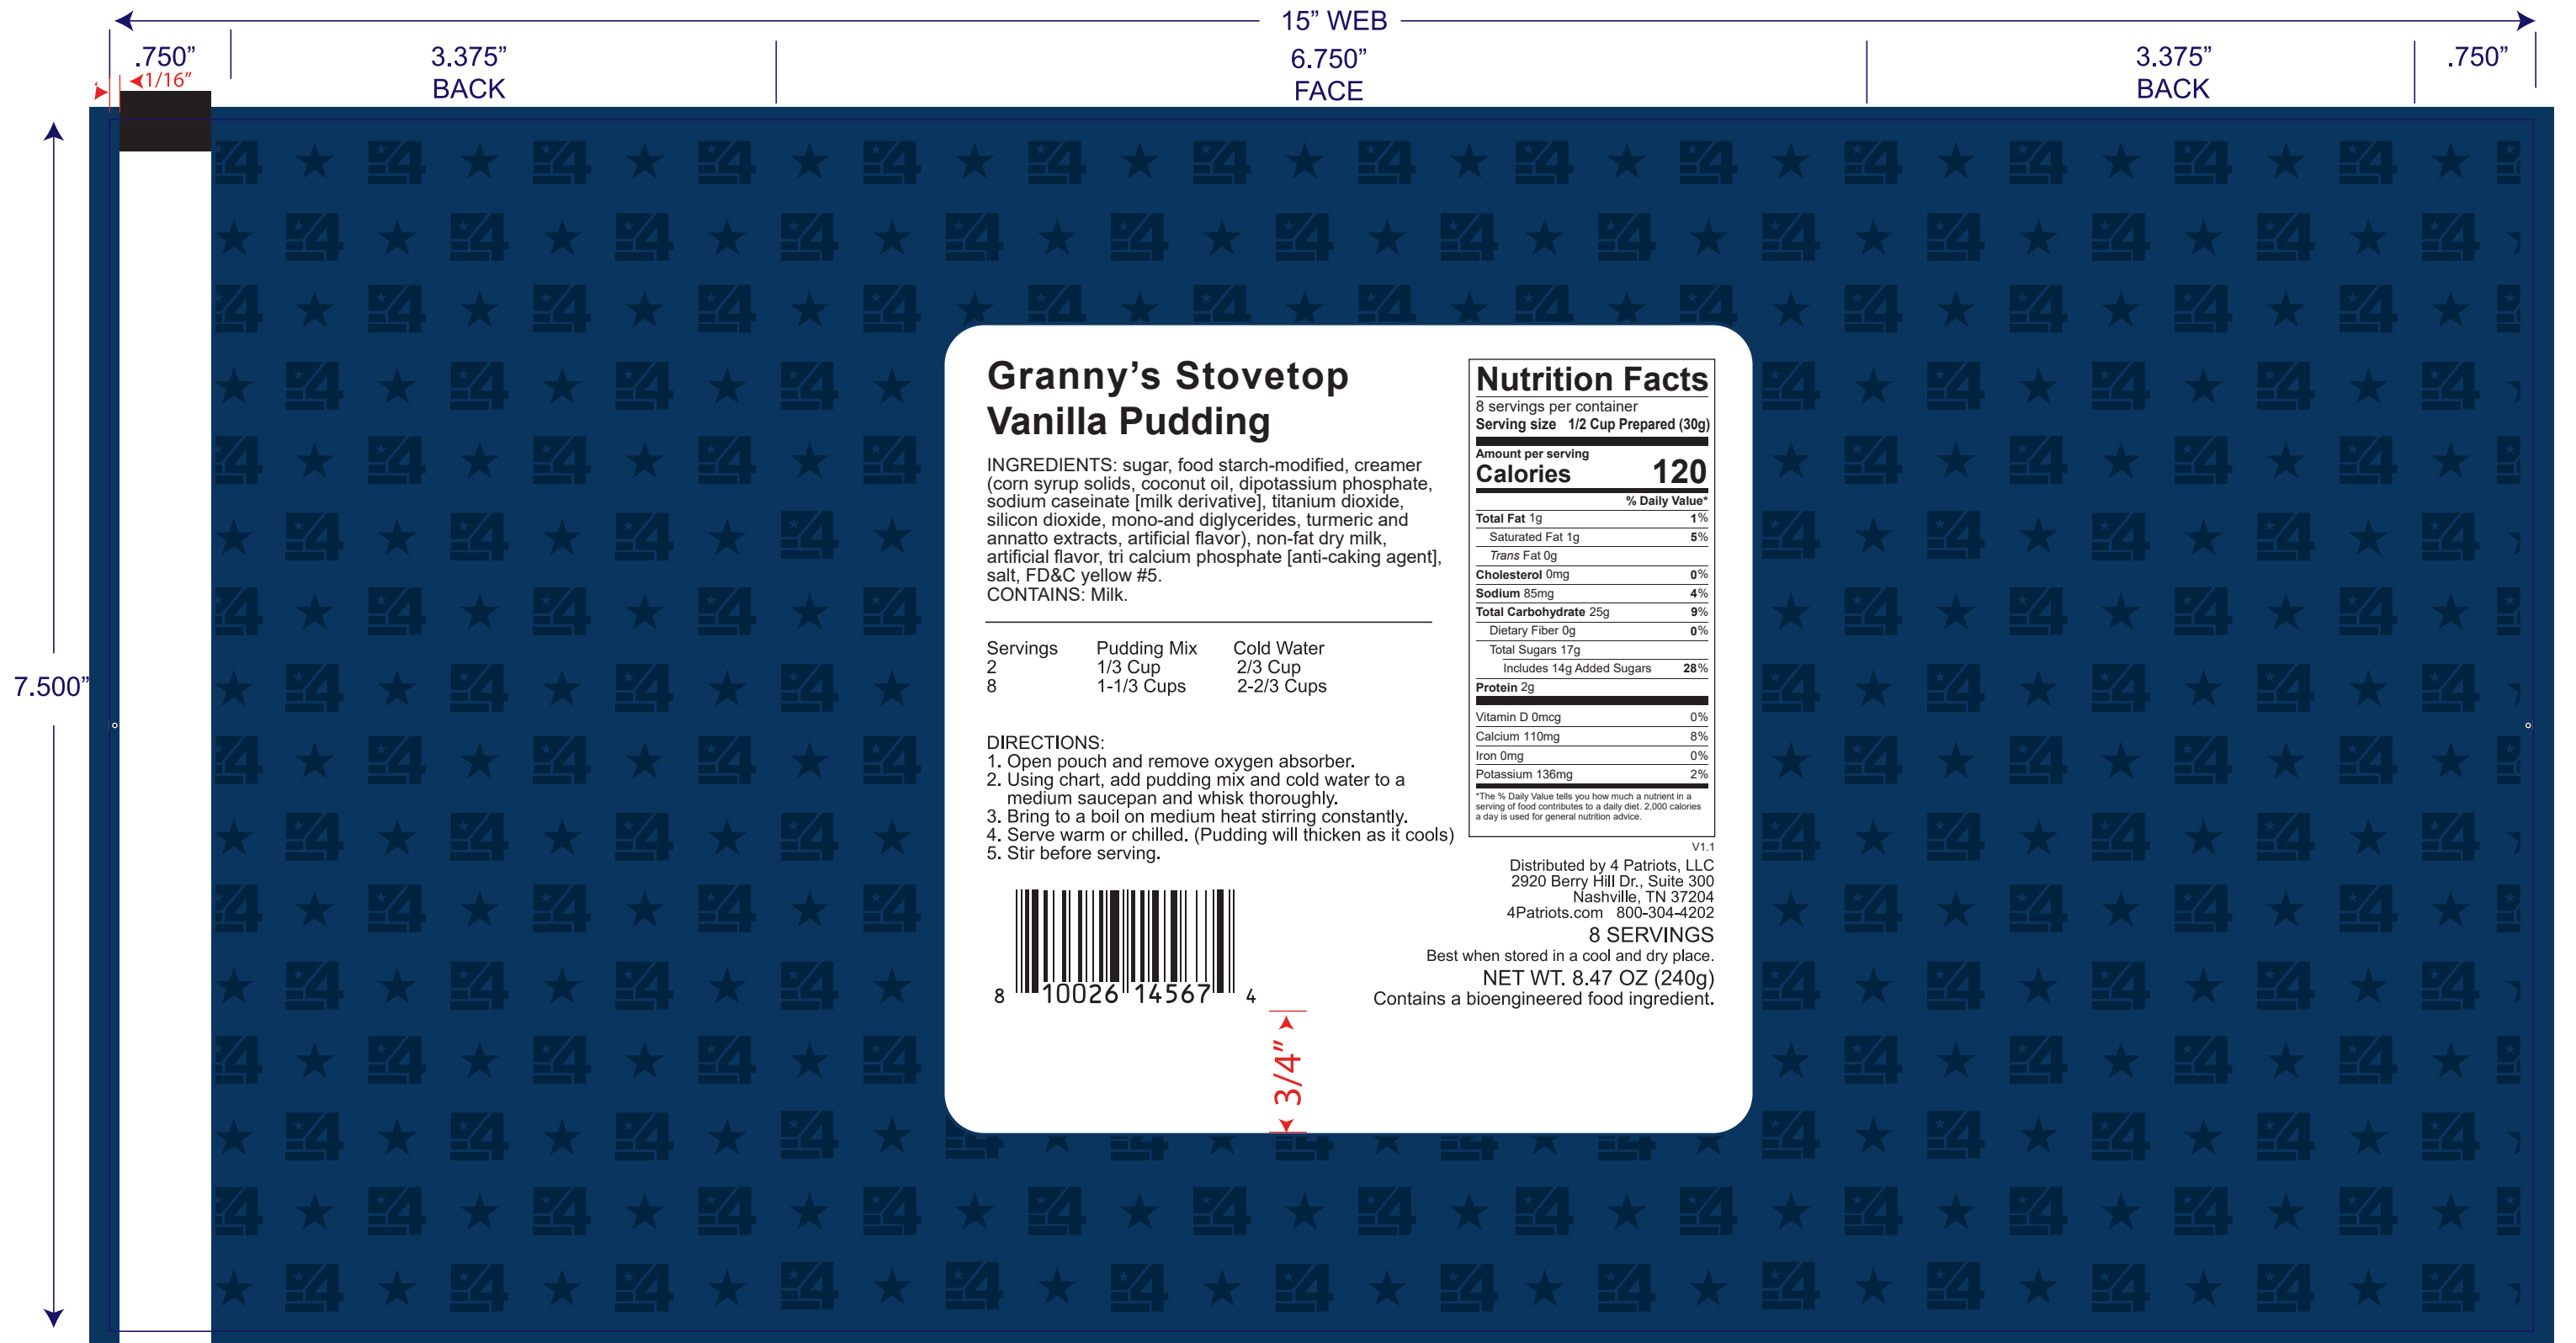 15” WEB
.750”
3.375”
BACK
6.750”
FACE
3.375”
BACK
.750”
1/16”
7.500”
Granny’s Stovetop
Vanilla Pudding
INGREDIENTS: sugar, food starch-modified, creamer
(corn syrup solids, coconut oil, dipotassium phosphate,
sodium caseinate [milk derivative], titanium dioxide,
silicon dioxide, mono-and diglycerides, turmeric and
annatto extracts, artificial flavor), non-fat dry milk,
artificial flavor, tri calcium phosphate [anti-caking agent],
salt, FD&C yellow #5.
CONTAINS: Milk.
Servings Pudding Mix Cold Water
2 1/3 Cup 2/3 Cup
8 1-1/3 Cups 2-2/3 Cups
DIRECTIONS:
1. Open pouch and remove oxygen absorber.
2. Using chart, add pudding mix and cold water to a
medium saucepan and whisk thoroughly.
3. Bring to a boil on medium heat stirring constantly.
4. Serve warm or chilled. (Pudding will thicken as it cools)
5. Stir before serving.
8 10026 14567 4
Nutrition Facts
8 servings per container
Serving size 1/2 Cup Prepared (30g)
Amount per serving
Calories 120
% Daily Value*
Total Fat 1g 1%
Saturated Fat 1g 5%
Trans Fat 0g
Cholesterol 0mg 0%
Sodium 85mg 4%
Total Carbohydrate 25g 9%
Dietary Fiber 0g 0%
Total Sugars 17g
Includes 14g Added Sugars 28%
Protein 2g
Vitamin D 0mcg 0%
Calcium 110mg 8%
Iron 0mg 0%
Potassium 136mg 2%
*The % Daily Value tells you how much a nutrient in a
serving of food contributes to a daily diet. 2,000 calories
a day is used for general nutrition advice.
V1.1
Distributed by 4 Patriots, LLC
2920 Berry Hill Dr., Suite 300
Nashville, TN 37204
4Patriots.com 800-304-4202
8 SERVINGS
Best when stored in a cool and dry place.
NET WT. 8.47 OZ (240g)
Contains a bioengineered food ingredient.
3/4”